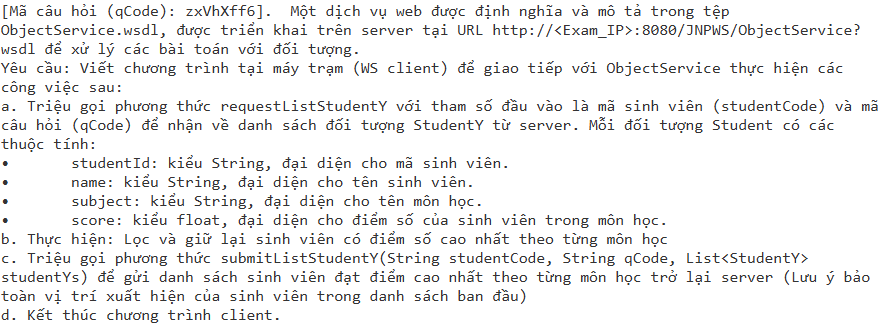 [Mã câu hỏi (qCode): zxVhXff6].  Một dịch vụ web được định nghĩa và mô tả trong tệp
ObjectService.wsdl, được triển khai trên server tại URL http://<Exam_IP>:8080/JNPWS/ObjectService?
wsdl để xử lý các bài toán với đối tượng.
Yêu cầu: Viết chương trình tại máy trạm (WS client) để giao tiếp với ObjectService thực hiện các
công việc sau:
a. Triệu gọi phương thức requestListStudentY với tham số đầu vào là mã sinh viên (studentCode) và mã
câu hỏi (qCode) để nhận về danh sách đối tượng StudentY từ server. Mỗi đối tượng Student có các
thuộc tính:
•	studentId: kiểu String, đại diện cho mã sinh viên.
•	name: kiểu String, đại diện cho tên sinh viên.
•	subject: kiểu String, đại diện cho tên môn học.
•	score: kiểu float, đại diện cho điểm số của sinh viên trong môn học.
b. Thực hiện: Lọc và giữ lại sinh viên có điểm số cao nhất theo từng môn học
c. Triệu gọi phương thức submitListStudentY(String studentCode, String qCode, List<StudentY>
studentYs) để gửi danh sách sinh viên đạt điểm cao nhất theo từng môn học trở lại server (Lưu ý bảo
toàn vị trí xuất hiện của sinh viên trong danh sách ban đầu)
d. Kết thúc chương trình client.